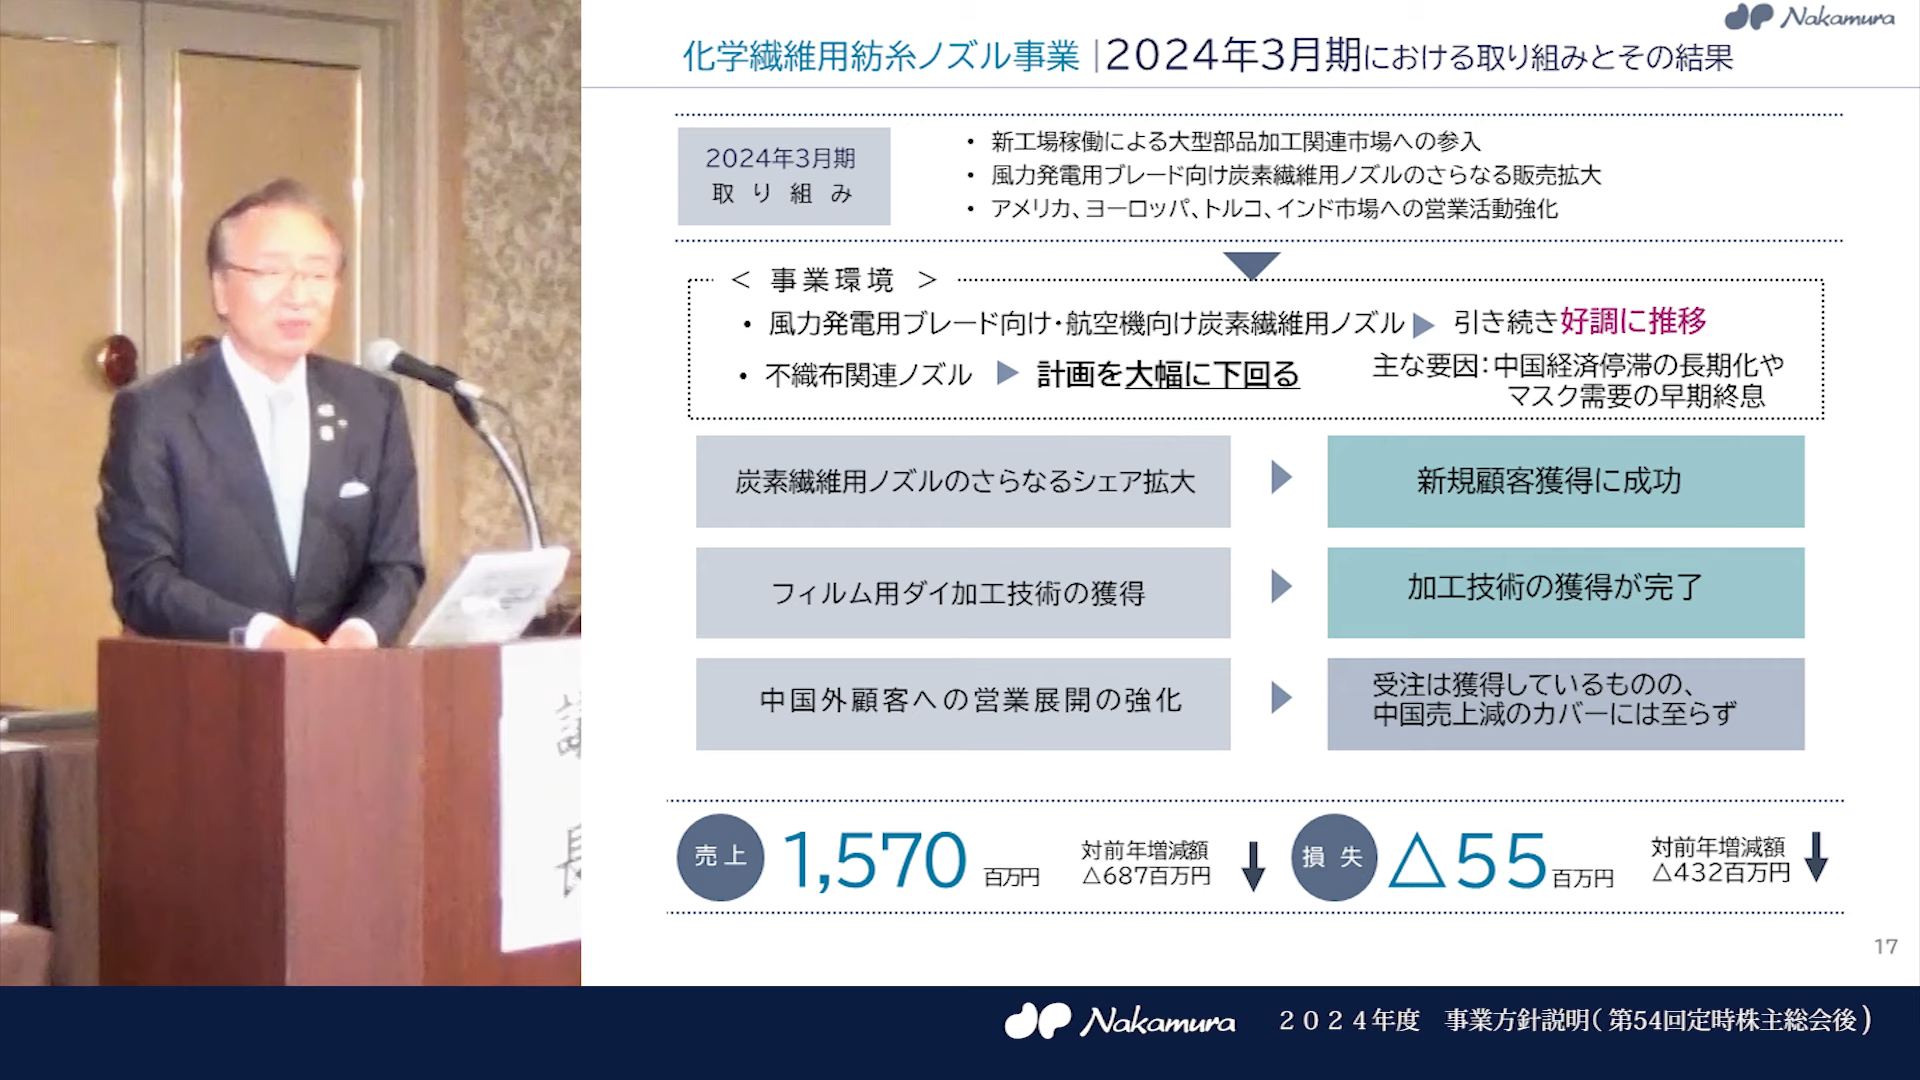 Nakamura
化学繊維用紡糸ノズル事業 | 2024年3月期における取り組みとその結果
2024年3月期
取り組み
・ 新工場稼働による大型部品加工関連市場への参入
・ 風力発電用ブレード向け炭素繊維用ノズルのさらなる販売拡大
・ アメリカ、ヨーロッパ、トルコ、インド市場への営業活動強化
＜ 事業環境 ＞
・ 風力発電用ブレード向け・航空機向け炭素繊維用ノズル ▶ 引き続き好調に推移
・ 不織布関連ノズル ▶ 計画を大幅に下回る
主な要因：中国経済停滞の長期化や
マスク需要の早期終息
炭素繊維用ノズルのさらなるシェア拡大
新規顧客獲得に成功
フィルム用ダイ加工技術の獲得
加工技術の獲得が完了
中国外顧客への営業展開の強化
受注は獲得しているものの、
中国売上減のカバーには至らず
売上
1,570 百万円
対前年増減額
△687百万円
損失
△55 百万円
対前年増減額
△432百万円
17
議長
Nakamura
２０２４年度　事業方針説明（第54回定時株主総会後）